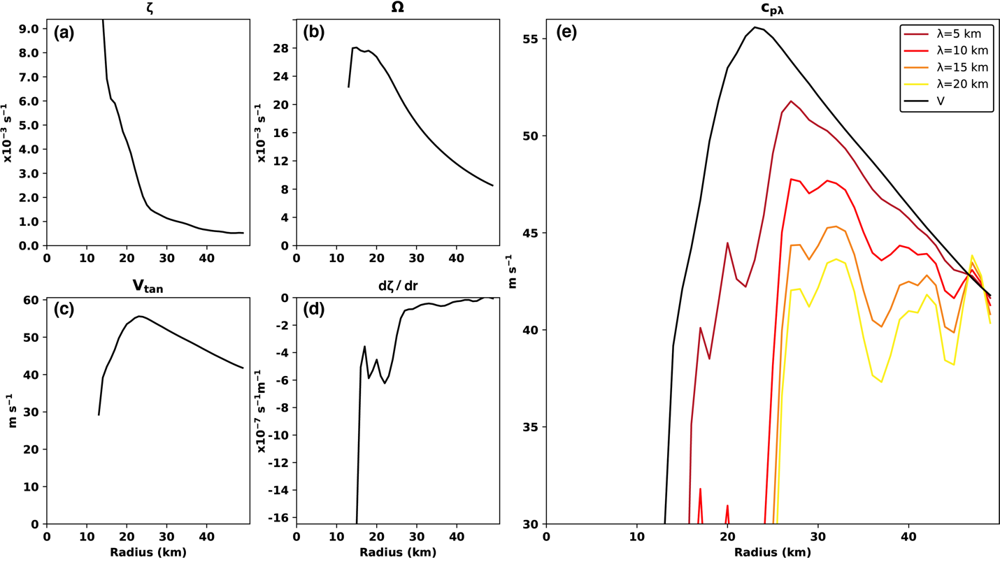 ζ
(a)
x10⁻³ s⁻¹
9.0
8.0
7.0
6.0
5.0
4.0
3.0
2.0
1.0
0.0
0 10 20 30 40
Ω
(b)
x10⁻³ s⁻¹
28
24
20
16
12
8
4
0
0 10 20 30 40
V_tan
(c)
m s⁻¹
60
50
40
30
20
10
0
0 10 20 30 40
Radius (km)
dζ / dr
(d)
x10⁻⁷ s⁻¹m⁻¹
0
-2
-4
-6
-8
-10
-12
-14
-16
0 10 20 30 40
Radius (km)
c_pλ
(e)
m s⁻¹
55
50
45
40
35
30
0 10 20 30 40
Radius (km)
λ=5 km
λ=10 km
λ=15 km
λ=20 km
V